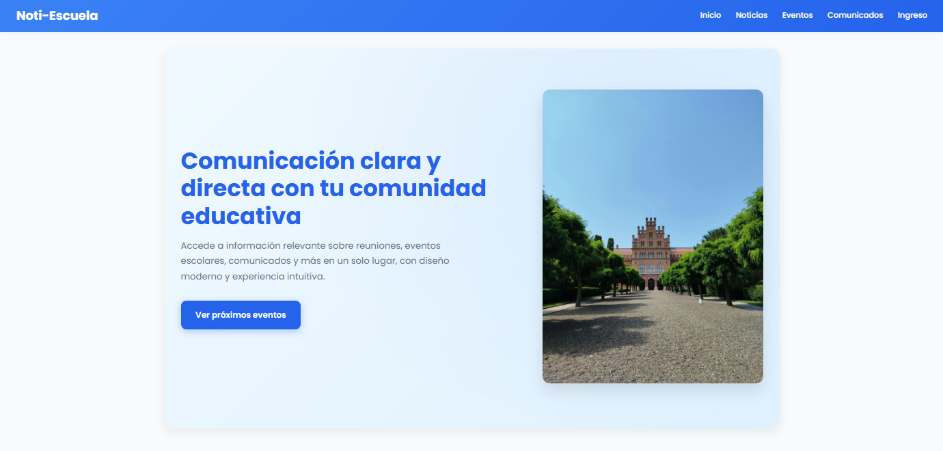 Noti-Escuela
Inicio Noticias Eventos Comunicados Ingreso
Comunicación clara y
directa con tu comunidad
educativa
Accede a información relevante sobre reuniones, eventos
escolares, comunicados y más en un solo lugar, con diseño
moderno y experiencia intuitiva.
Ver próximos eventos